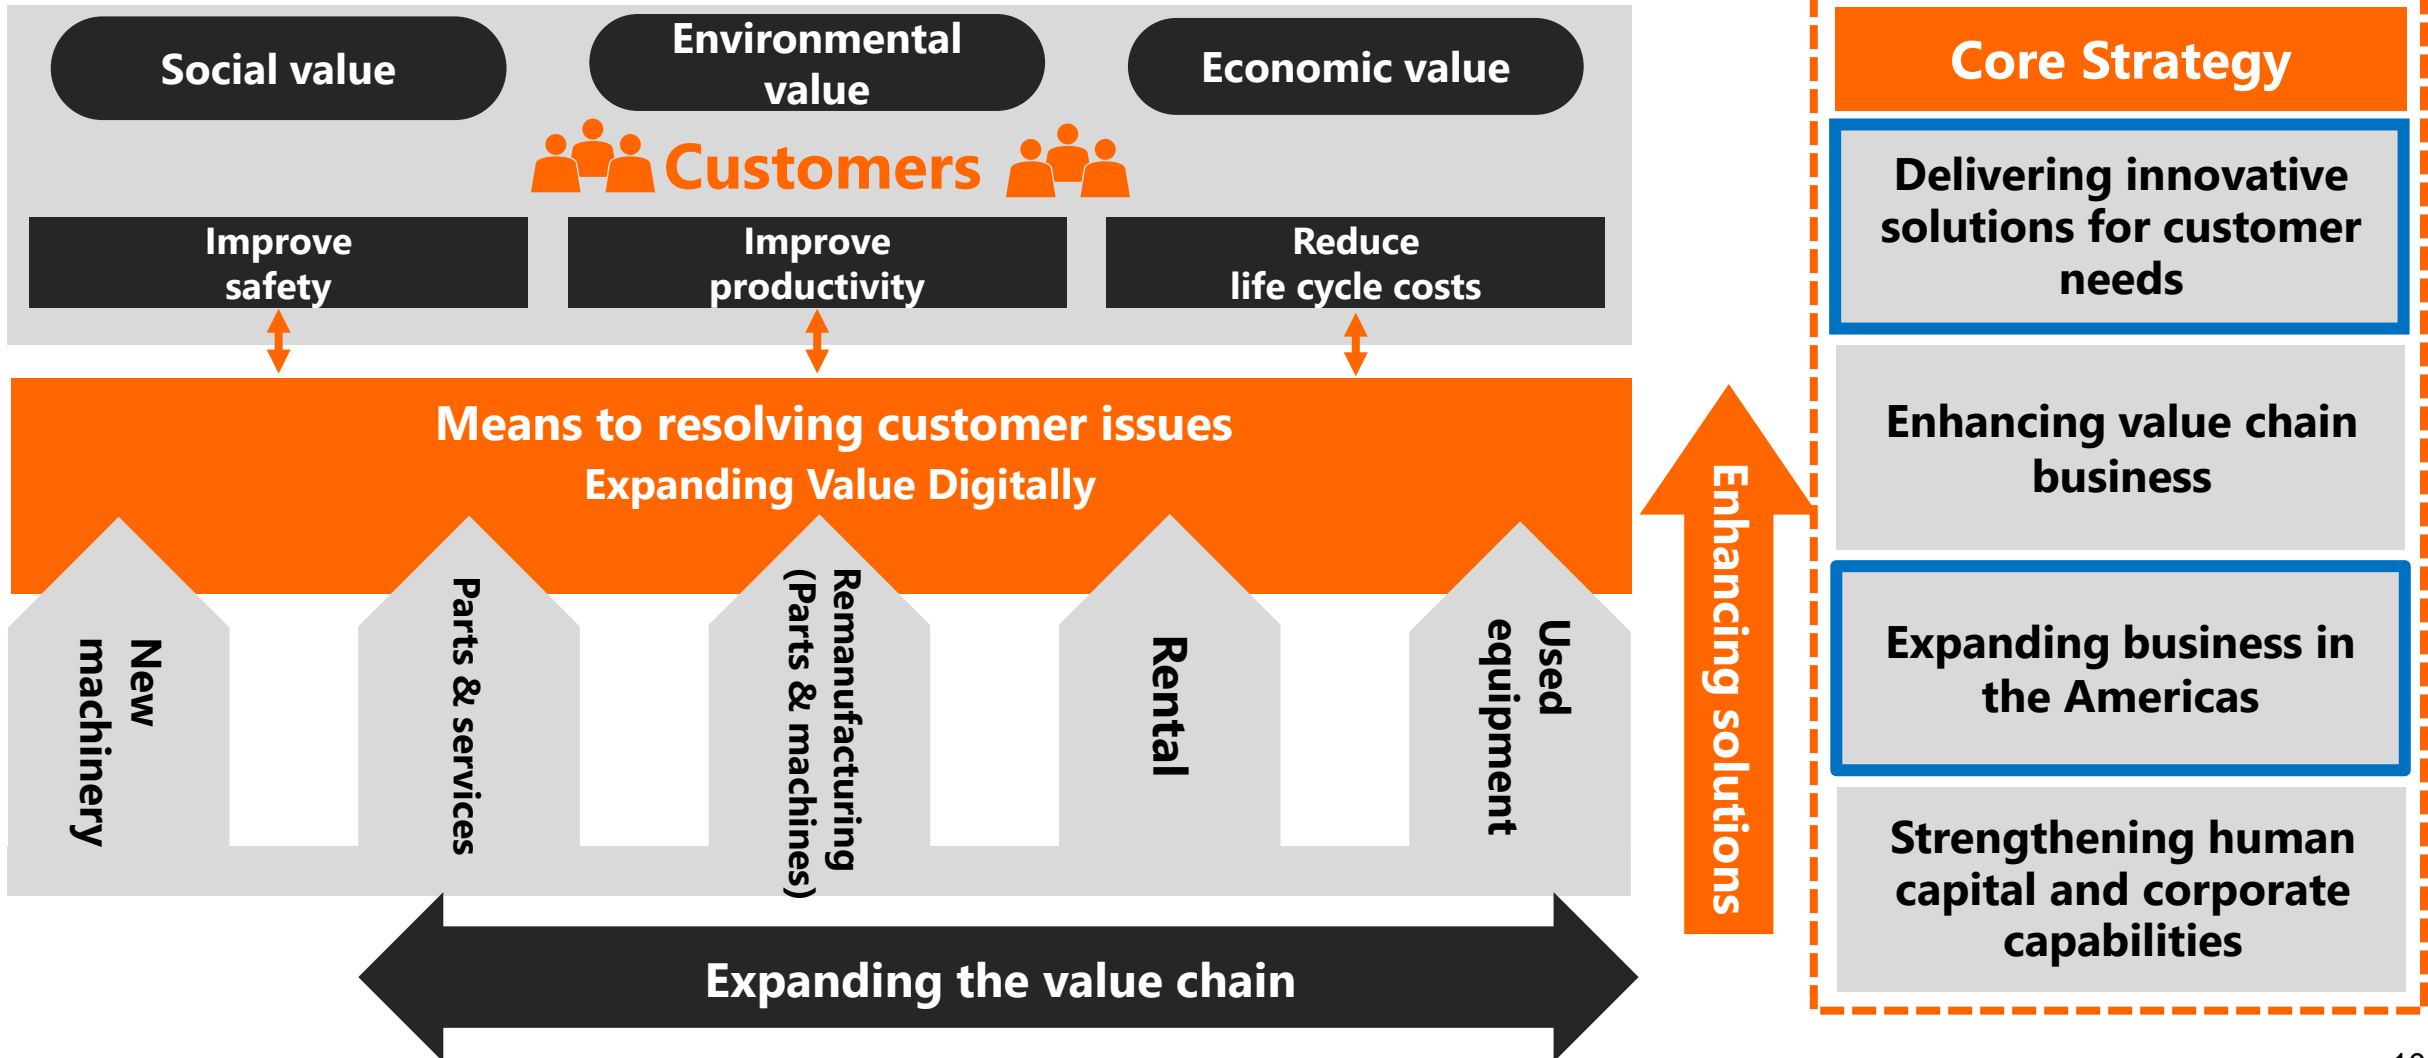 Social value
Environmental
value
Economic value
Customers
Improve
safety
Improve
productivity
Reduce
life cycle costs
Means to resolving customer issues
Expanding Value Digitally
New
machinery
Parts & services
Remanufacturing
(Parts & machines)
Rental
Used
equipment
Expanding the value chain
Enhancing solutions
Core Strategy
Delivering innovative
solutions for customer
needs
Enhancing value chain
business
Expanding business in
the Americas
Strengthening human
capital and corporate
capabilities